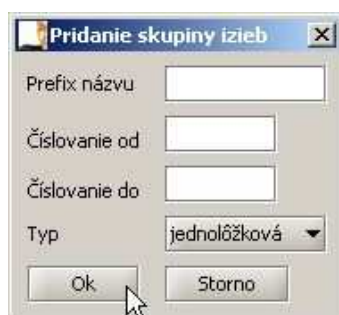 Pridanie skupiny izieb
Prefix názvu
Číslovanie od
Číslovanie do
Typ jednolôžková
Ok Storno